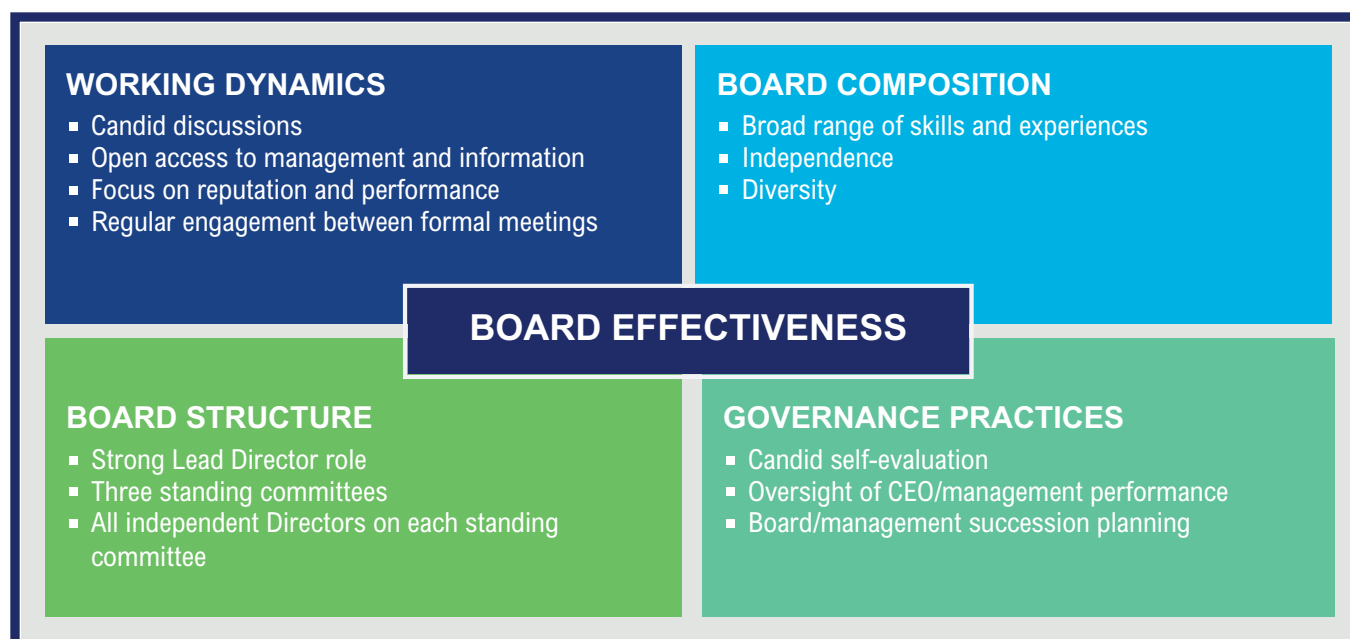 WORKING DYNAMICS
▪ Candid discussions
▪ Open access to management and information
▪ Focus on reputation and performance
▪ Regular engagement between formal meetings
BOARD COMPOSITION
▪ Broad range of skills and experiences
▪ Independence
▪ Diversity
BOARD EFFECTIVENESS
BOARD STRUCTURE
▪ Strong Lead Director role
▪ Three standing committees
▪ All independent Directors on each standing
committee
GOVERNANCE PRACTICES
▪ Candid self-evaluation
▪ Oversight of CEO/management performance
▪ Board/management succession planning